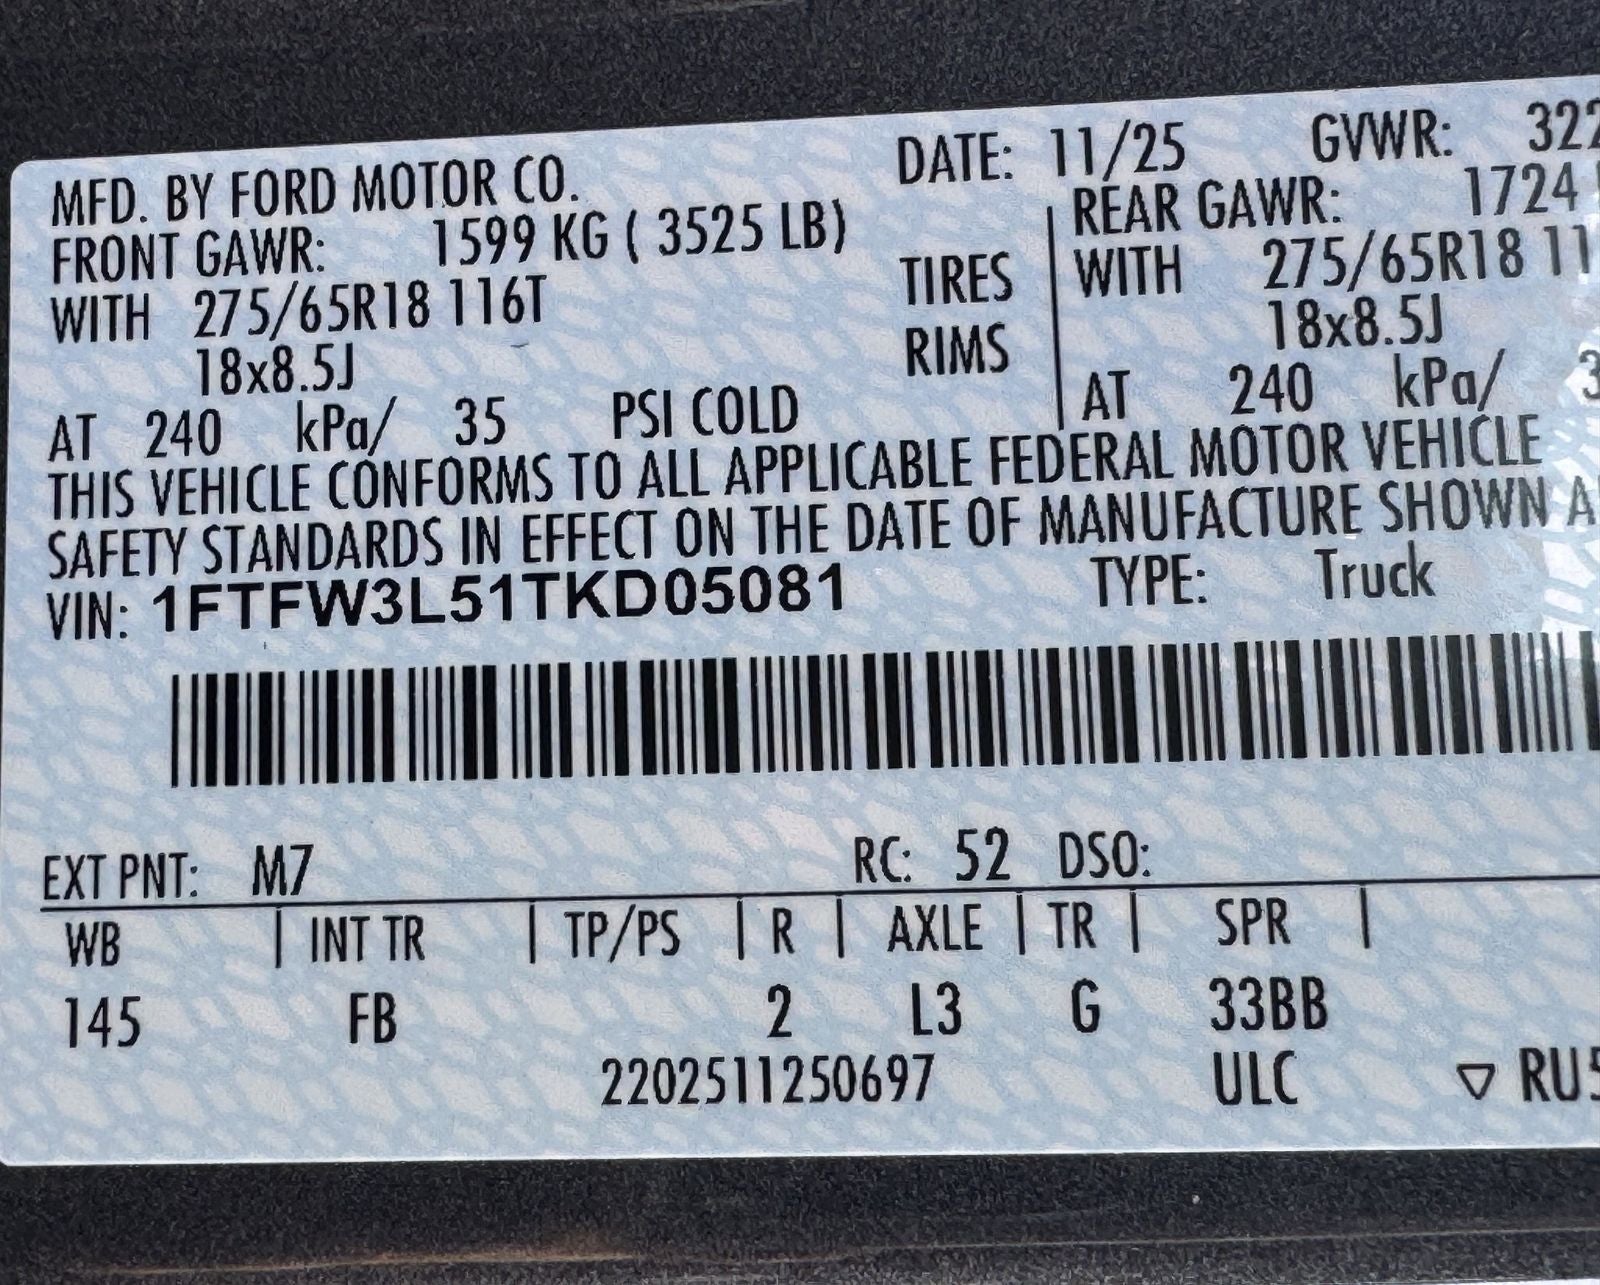 MFD. BY FORD MOTOR CO. DATE: 11/25 GVWR: 322
FRONT GAWR: 1599 KG ( 3525 LB) REAR GAWR: 1724
WITH 275/65R18 116T TIRES WITH 275/65R18 11
18x8.5J RIMS 18x8.5J
AT 240 kPa/ 35 PSI COLD AT 240 kPa/ 3
THIS VEHICLE CONFORMS TO ALL APPLICABLE FEDERAL MOTOR VEHICLE
SAFETY STANDARDS IN EFFECT ON THE DATE OF MANUFACTURE SHOWN A
VIN: 1FTFW3L51TKD05081 TYPE: Truck
EXT PNT: M7 RC: 52 DSO:
WB | INT TR | TP/PS | R | AXLE | TR | SPR |
145 FB 2 L3 G 33BB
2202511250697 ULC ▽ RU5